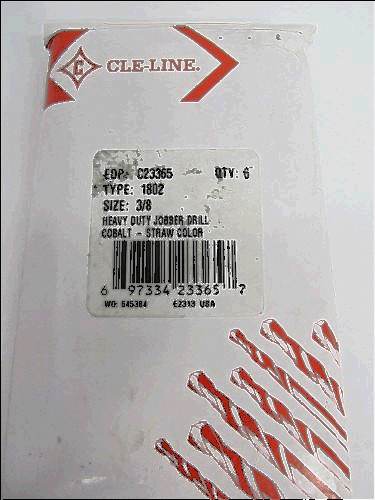 C CLE-LINE.
EDP: C23365 QTY: 6
TYPE: 1802
SIZE: 3/8
HEAVY DUTY JOBBER DRILL
COBALT - STRAW COLOR
6 97334 23365 7
WO: 545384 E2313 USA